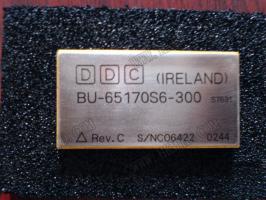 DDC (IRELAND)
BU-65170S6-300
△ Rev.C S/NC06422 0244